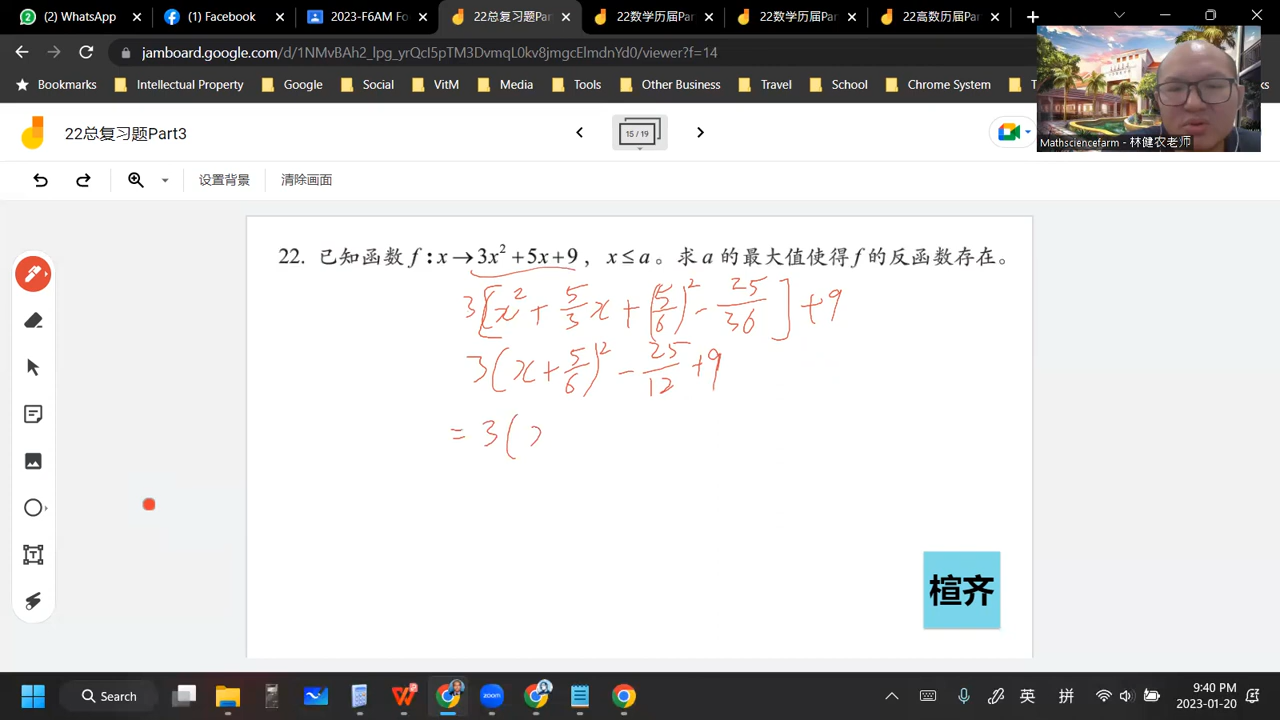 (2) WhatsApp
(1) Facebook
2023-F6AM Fo
22总复习题Part
22数学历届Par
22数学历届Par
22高数历届Par
jamboard.google.com/d/1NMvBAh2_lpg_yrOcl5pTM3DvmqL0kv8jmgcElmdnYd0/viewer?f=14
Bookmarks
Intellectual Property
Google
Social
VitM
Media
Tools
Other Business
Travel
School
Chrome System
22总复习题Part3
15 / 19
Mathsciencefarm - 林健农老师
设置背景
清除画面
22. 已知函数 f : x → 3x² + 5x + 9, x ≤ a。求 a 的最大值使得 f 的反函数存在。
3[x² + 5/3 x + (5/6)² - 25/36] + 9
3(x + 5/6)² - 25/12 + 9
= 3(
楦齐
Search
zoom
英
拼
9:40 PM
2023-01-20